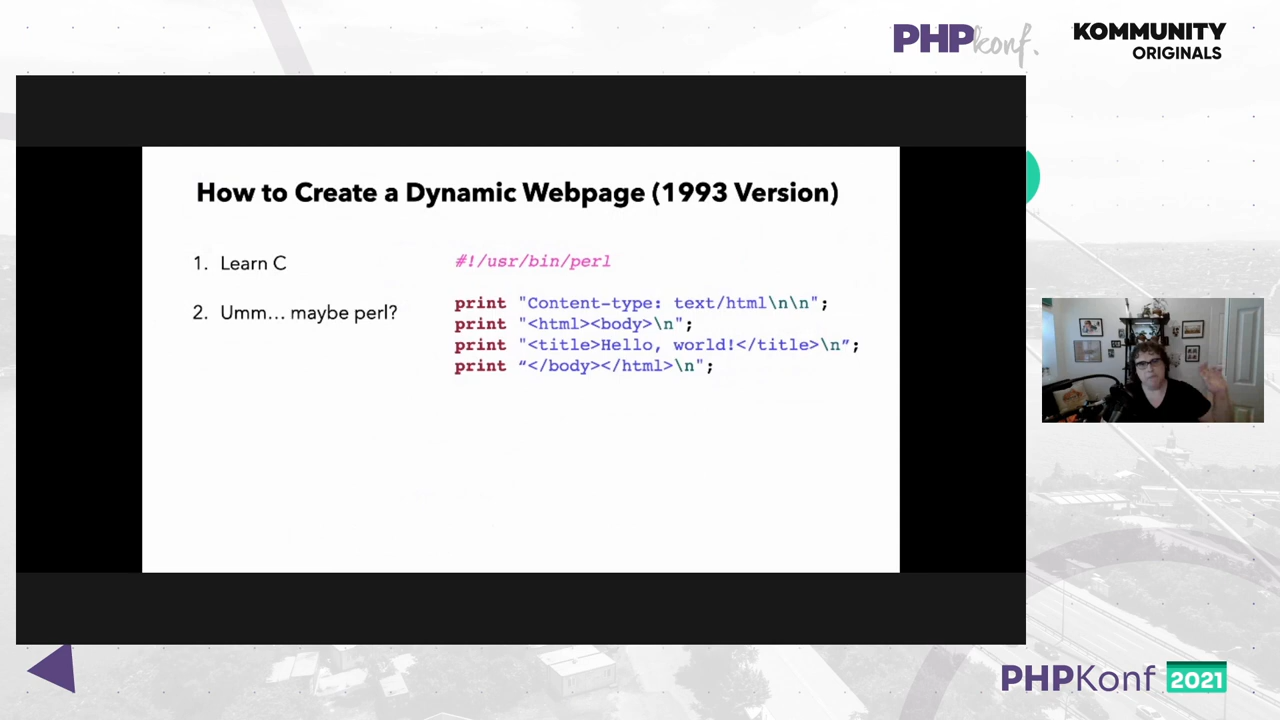 PHPkonf.
KOMMUNITY
ORIGINALS
How to Create a Dynamic Webpage (1993 Version)
1. Learn C
2. Umm... maybe perl?
#!/usr/bin/perl
print "Content-type: text/html\n\n";
print "<html><body>\n";
print "<title>Hello, world!</title>\n”;
print “</body></html>\n";
PHPKonf 2021